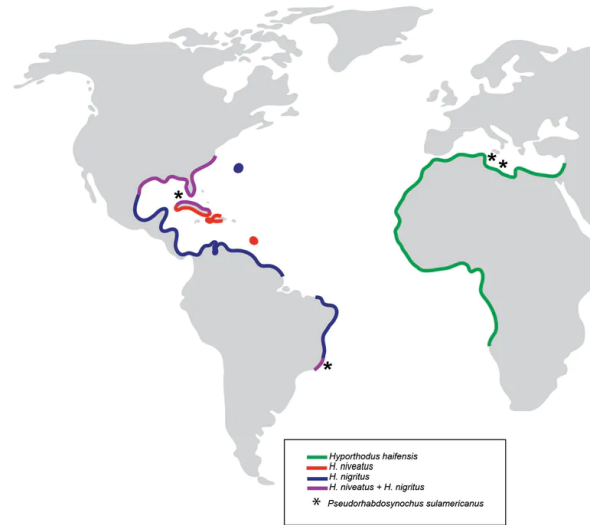 Hyporthodus haifensis
H. niveatus
H. nigritus
H. niveatus + H. nigritus
* Pseudorhabdosynochus sulamericanus